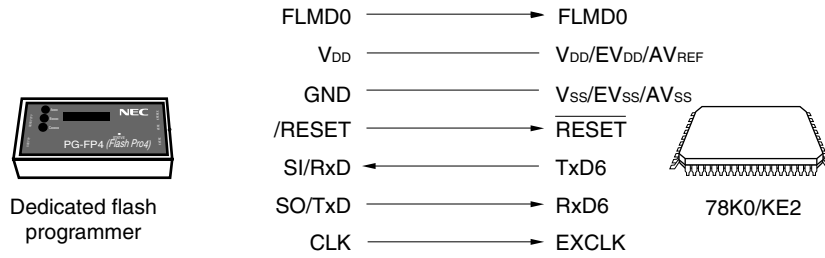 FLMD0 FLMD0
VDD VDD/EVDD/AVREF
GND VSS/EVSS/AVSS
/RESET RESET
SI/RxD TxD6
SO/TxD RxD6
CLK EXCLK
NEC
PG-FP4 (Flash Pro4)
Dedicated flash
programmer
78K0/KE2